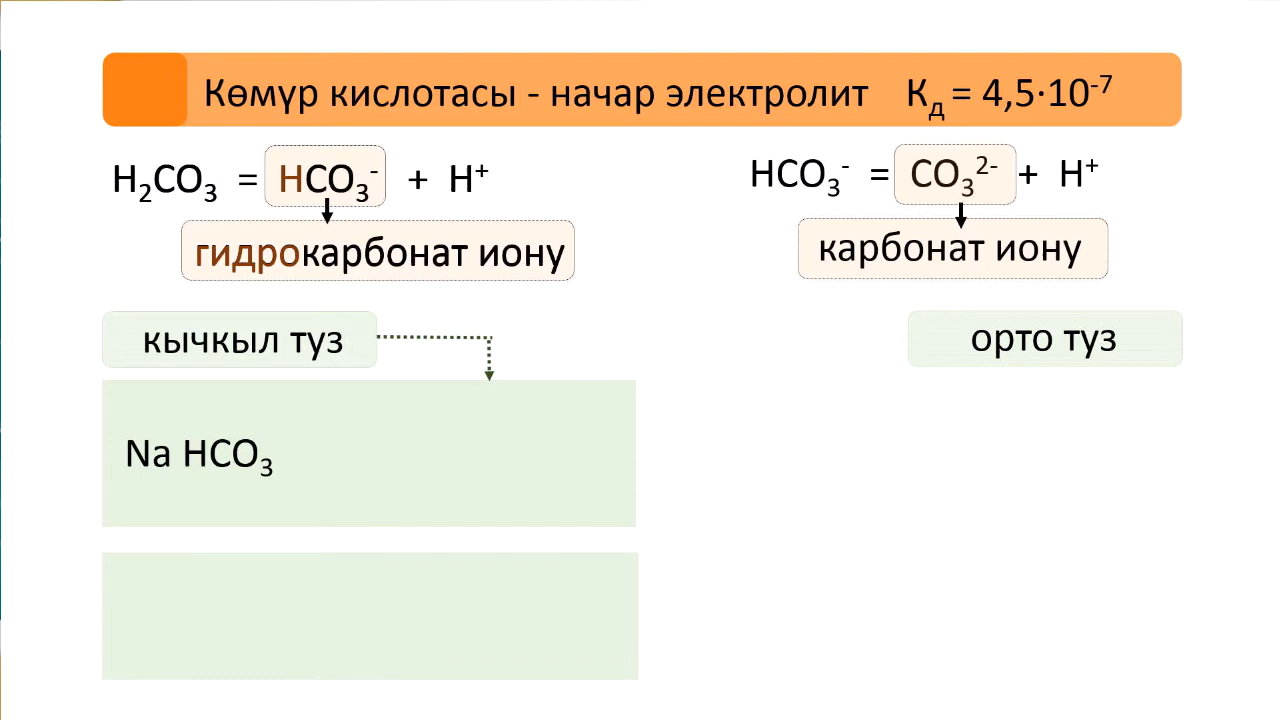 Көмүр кислотасы - начар электролит Kд = 4,5·10⁻⁷
H₂CO₃ = HCO₃⁻ + H⁺
гидрокарбонат иону
HCO₃⁻ = CO₃²⁻ + H⁺
карбонат иону
кычкыл туз
орто туз
Na HCO₃